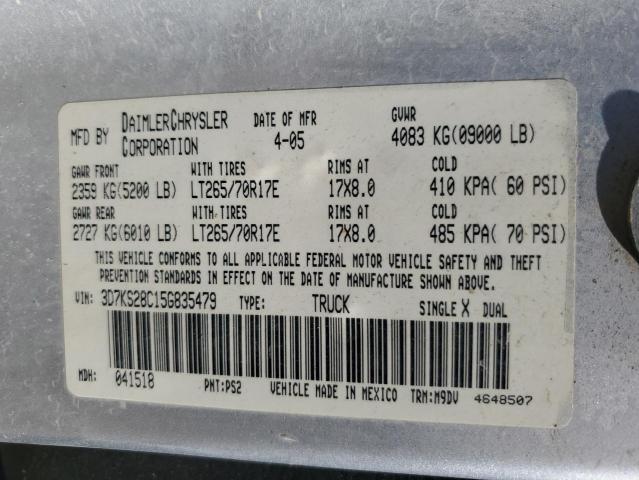 MFD BY DAIMLERCHRYSLER CORPORATION DATE OF MFR 4-05 GVWR 4083 KG(09000 LB)
GAWR FRONT WITH TIRES RIMS AT COLD
2359 KG(5200 LB) LT265/70R17E 17X8.0 410 KPA( 60 PSI)
GAWR REAR WITH TIRES RIMS AT COLD
2727 KG(6010 LB) LT265/70R17E 17X8.0 485 KPA( 70 PSI)
THIS VEHICLE CONFORMS TO ALL APPLICABLE FEDERAL MOTOR VEHICLE SAFETY AND THEFT
PREVENTION STANDARDS IN EFFECT ON THE DATE OF MANUFACTURE SHOWN ABOVE.
VIN: 3D7KS28C15G835479 TYPE: TRUCK SINGLE X DUAL
MDH: 041518 PNT:PS2 VEHICLE MADE IN MEXICO TRM:M9DV 4648507